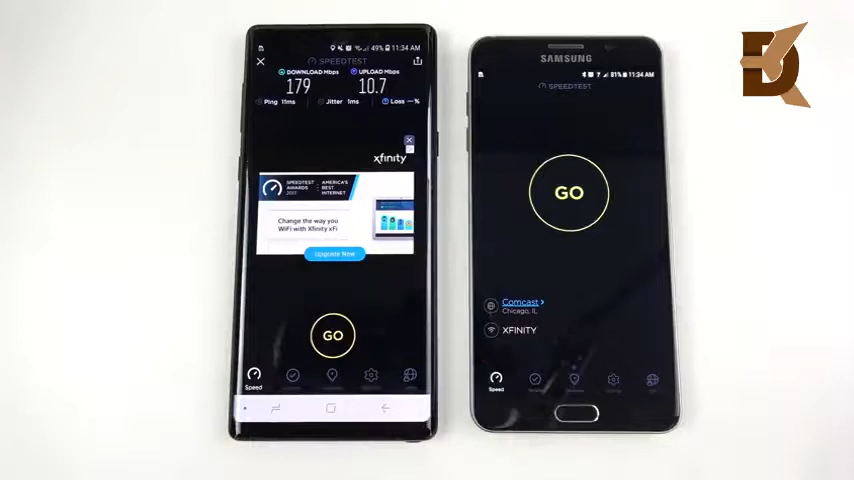 49% 11:34 AM
SPEEDTEST
DOWNLOAD Mbps
179
UPLOAD Mbps
10.7
Ping 11ms
Jitter 1ms
Loss — %
xfinity
SPEEDTEST
AWARDS
2017
AMERICA'S
BEST
INTERNET
Change the way you
WiFi with Xfinity xFi
Upgrade Now
GO
Speed
SAMSUNG
81% 11:34 AM
SPEEDTEST
GO
Comcast >
Chicago, IL
XFINITY
Speed
D